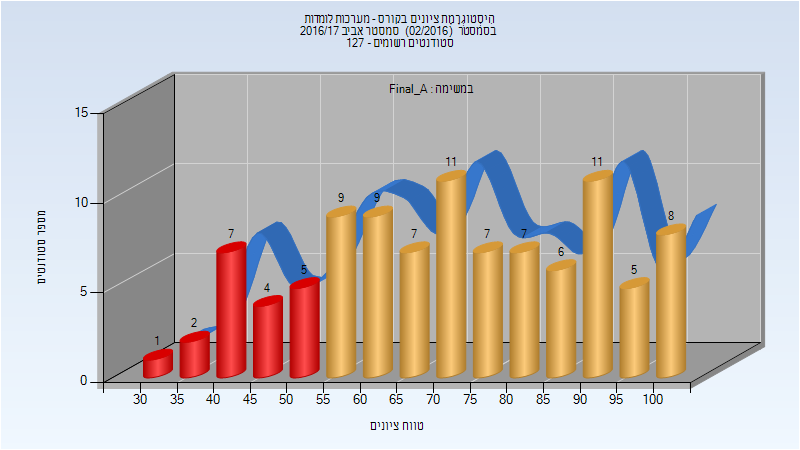 היסטוגרמת ציונים בקורס - מערכות לומדות
בסמסטר (02/2016) סמסטר אביב 2016/17
סטודנטים רשומים - 127
במשימה : Final_A
15
10
5
0
מספר סטודנטים
1
2
7
4
5
9
9
7
11
7
7
6
11
5
8
30 35 40 45 50 55 60 65 70 75 80 85 90 95 100
טווח ציונים